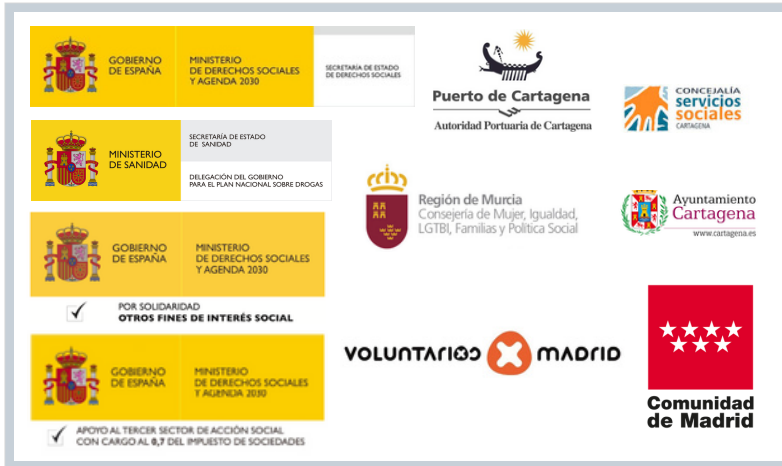 GOBIERNO
DE ESPAÑA
MINISTERIO
DE DERECHOS SOCIALES
Y AGENDA 2030
SECRETARÍA DE ESTADO
DE DERECHOS SOCIALES
Puerto de Cartagena
Autoridad Portuaria de Cartagena
CONCEJALÍA
servicios
sociales
CARTAGENA
MINISTERIO
DE SANIDAD
SECRETARÍA DE ESTADO
DE SANIDAD
DELEGACIÓN DEL GOBIERNO
PARA EL PLAN NACIONAL SOBRE DROGAS
Región de Murcia
Consejería de Mujer, Igualdad,
LGTBI, Familias y Política Social
Ayuntamiento
Cartagena
www.cartagena.es
GOBIERNO
DE ESPAÑA
MINISTERIO
DE DERECHOS SOCIALES
Y AGENDA 2030
POR SOLIDARIDAD
OTROS FINES DE INTERÉS SOCIAL
VOLUNTARIOS MADRID
Comunidad
de Madrid
GOBIERNO
DE ESPAÑA
MINISTERIO
DE DERECHOS SOCIALES
Y AGENDA 2030
APOYO AL TERCER SECTOR DE ACCIÓN SOCIAL
CON CARGO AL 0,7 DEL IMPUESTO DE SOCIEDADES